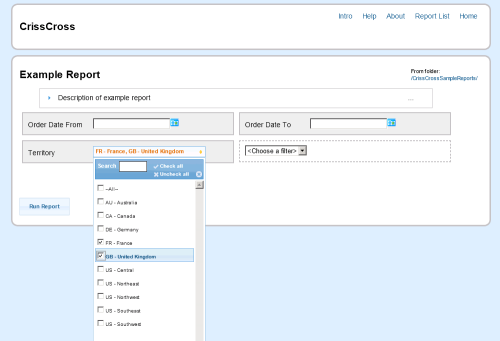 CrissCross
Intro Help About Report List Home
Example Report
From folder:
/CrissCrossSampleReports/
Description of example report ...
Order Date From
Order Date To
Territory
FR - France, GB - United Kingdom
<Choose a filter>
Search
Check all
Uncheck all
--All--
AU - Australia
CA - Canada
DE - Germany
FR - France
GB - United Kingdom
US - Central
US - Northeast
US - Northwest
US - Southeast
US - Southwest
Run Report